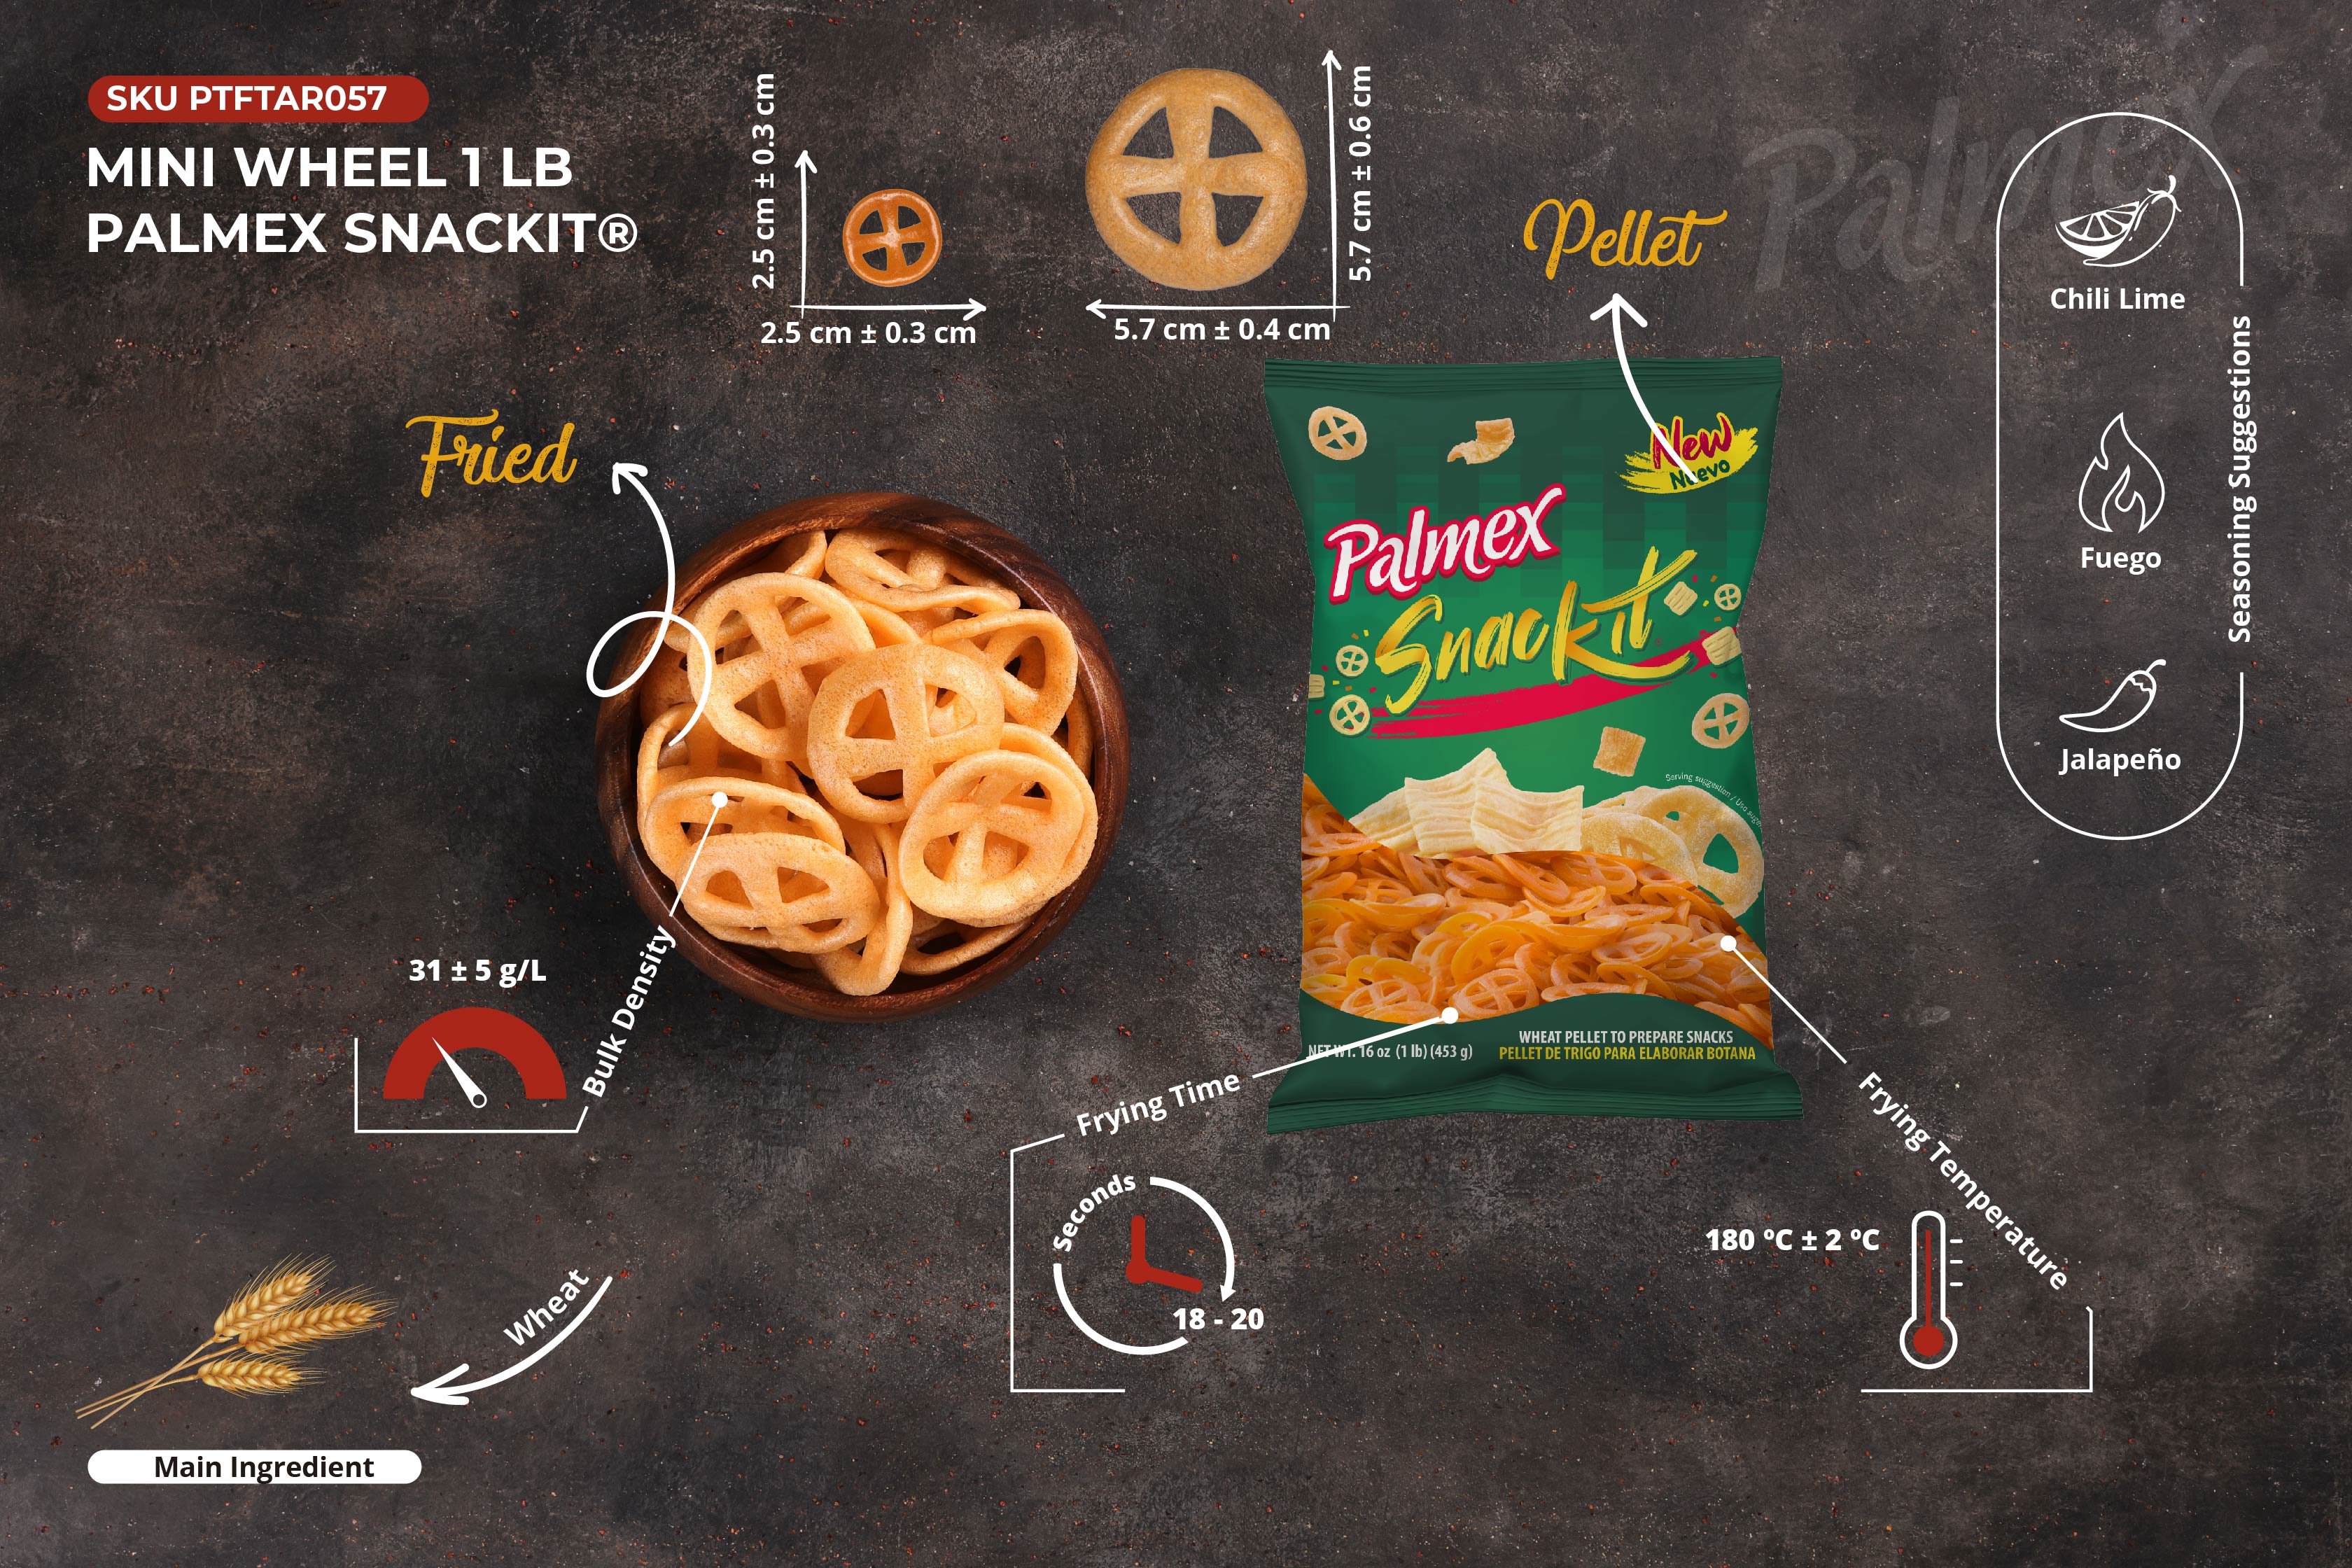 SKU PTFTAR057
MINI WHEEL 1 LB
PALMEX SNACKIT®
2.5 cm ± 0.3 cm
2.5 cm ± 0.3 cm
5.7 cm ± 0.6 cm
5.7 cm ± 0.4 cm
Pellet
Palmex
Chili Lime
Fuego
Jalapeño
Seasoning Suggestions
Fried
New
Nuevo
Palmex
Snackit
Serving suggestion / Uso
NET WT. 16 oz (1 lb) (453 g)
WHEAT PELLET TO PREPARE SNACKS
PELLET DE TRIGO PARA ELABORAR BOTANA
31 ± 5 g/L
Bulk Density
Frying Time
Seconds
18 - 20
Frying Temperature
180 ºC ± 2 ºC
Wheat
Main Ingredient